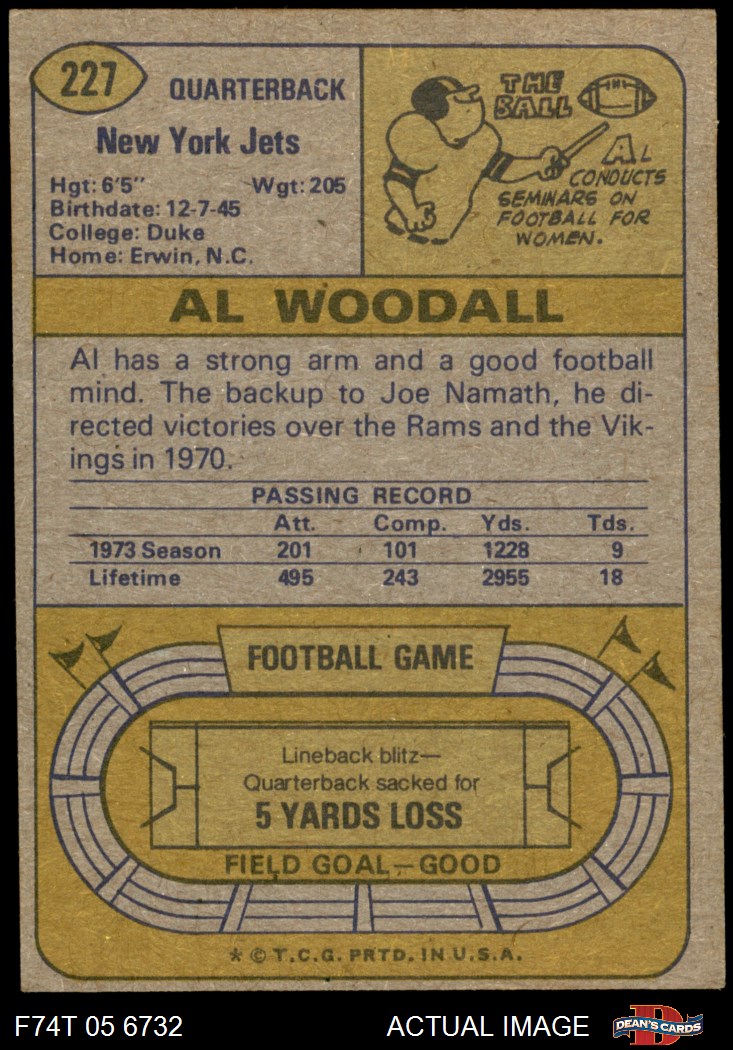 227
QUARTERBACK
New York Jets
Hgt: 6'5" Wgt: 205
Birthdate: 12-7-45
College: Duke
Home: Erwin, N.C.
THE
BALL
AL
CONDUCTS
SEMINARS ON
FOOTBALL FOR
WOMEN.
AL WOODALL
Al has a strong arm and a good football
mind. The backup to Joe Namath, he di-
rected victories over the Rams and the Vik-
ings in 1970.
PASSING RECORD
Att. Comp. Yds. Tds.
1973 Season 201 101 1228 9
Lifetime 495 243 2955 18
FOOTBALL GAME
Lineback blitz—
Quarterback sacked for
5 YARDS LOSS
FIELD GOAL—GOOD
* © T.C.G. PRTD. IN U.S.A.
F74T 05 6732 ACTUAL IMAGE
D
DEAN'S CARDS